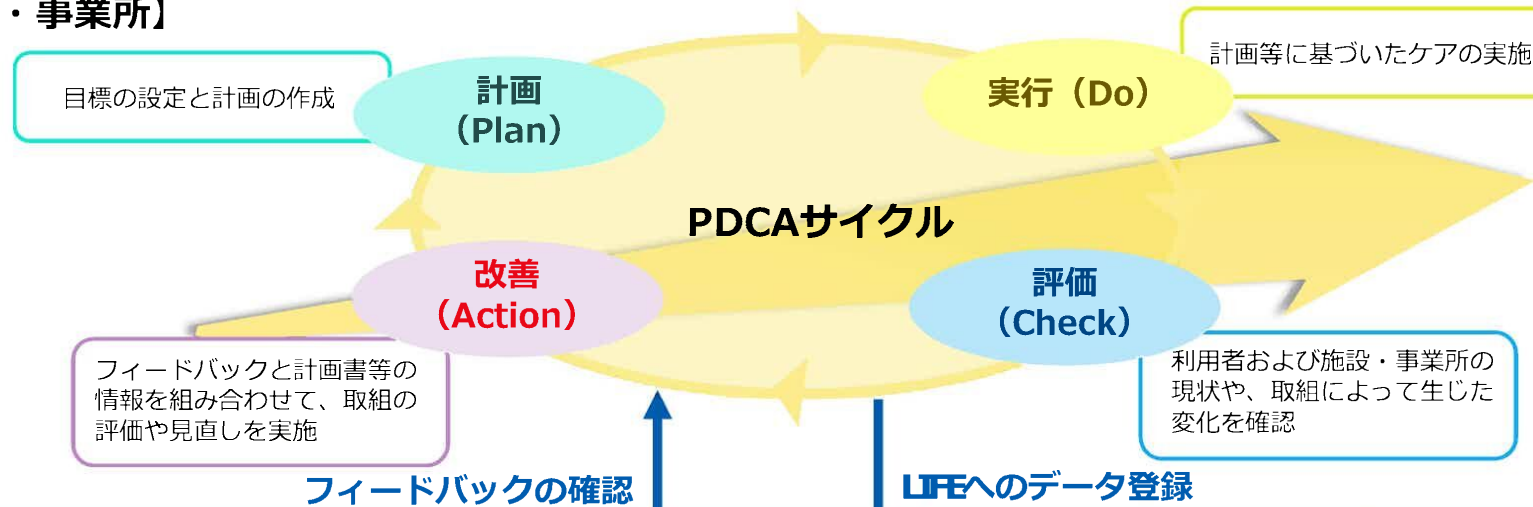 ・事業所】
目標の設定と計画の作成
計画
（Plan）
実行（Do）
計画等に基づいたケアの実施
PDCAサイクル
改善
（Action）
評価
（Check）
フィードバックと計画書等の
情報を組み合わせて、取組の
評価や見直しを実施
利用者および施設・事業所の
現状や、取組によって生じた
変化を確認
フィードバックの確認
LIFEへのデータ登録